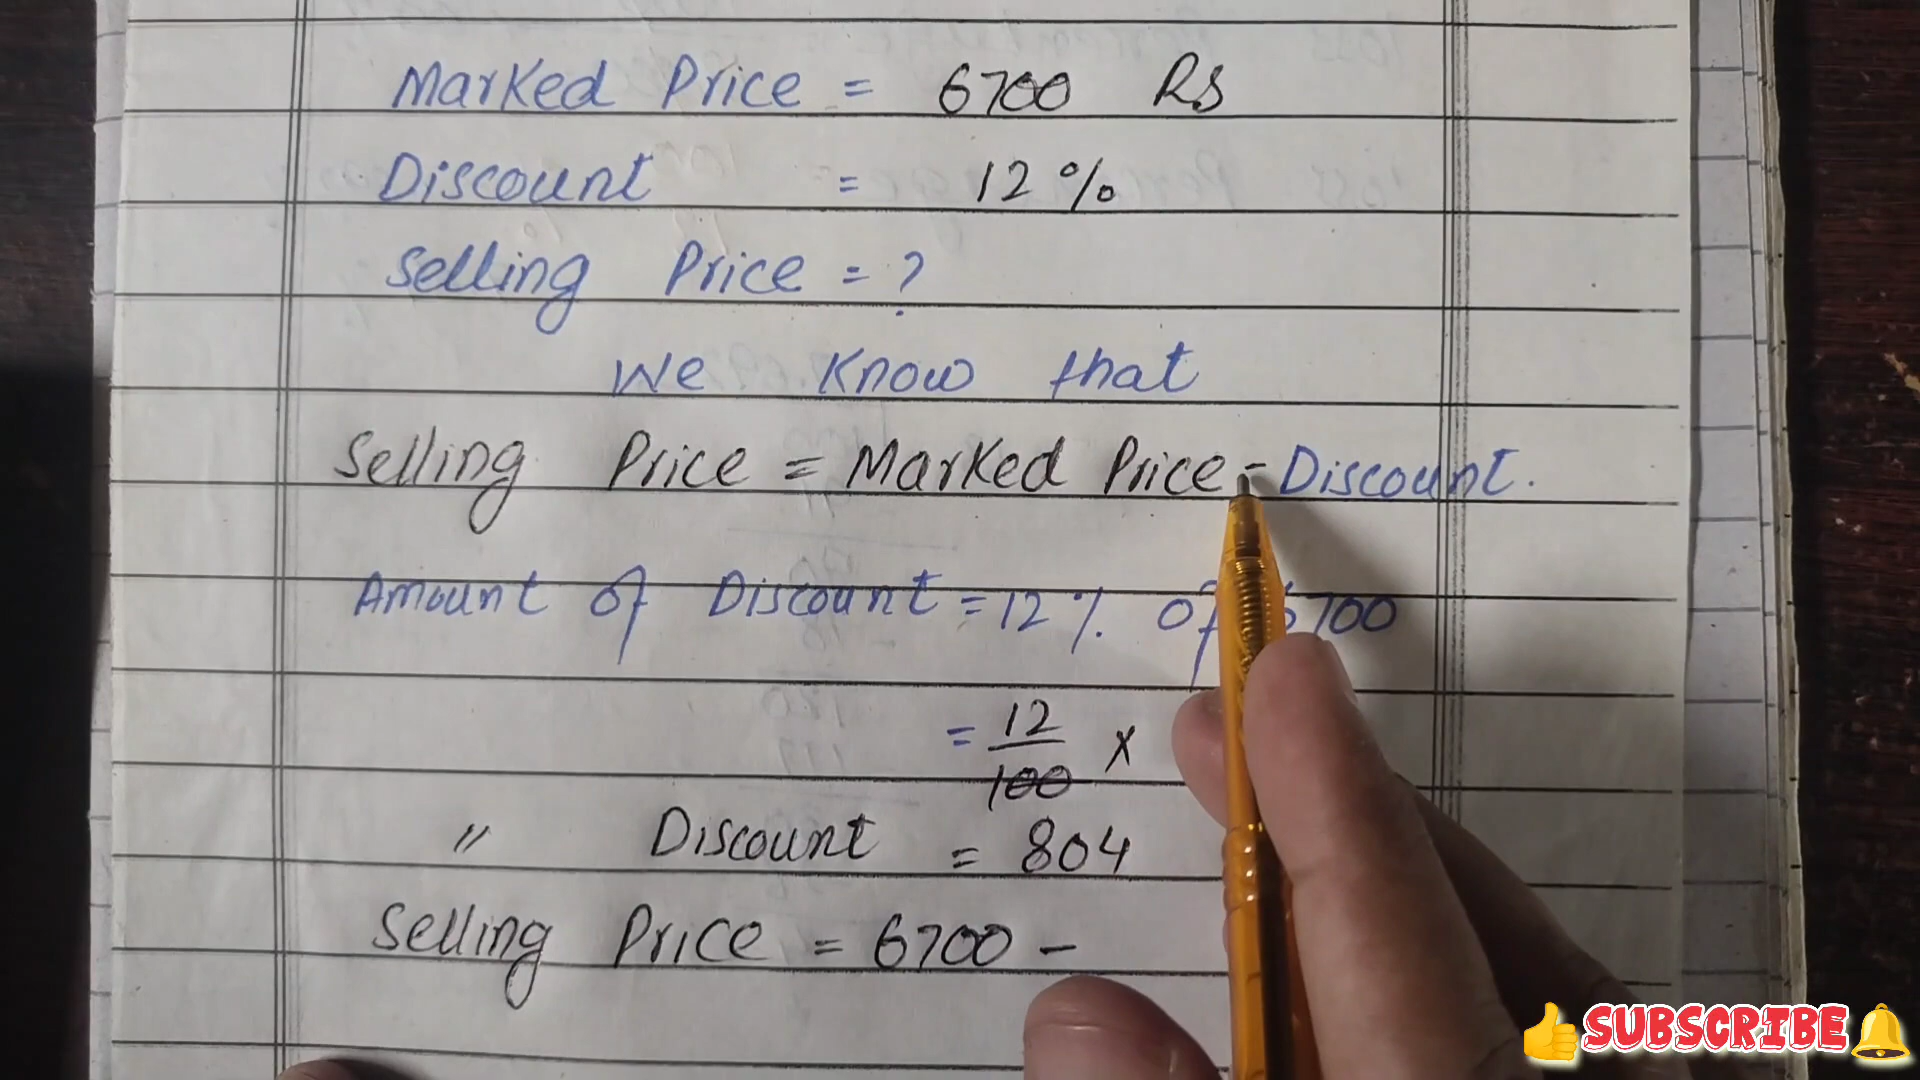 Marked Price = 6700 Rs
Discount = 12%
Selling Price = ?
We Know that
Selling Price = Marked Price - Discount.
Amount of Discount = 12% of 6700
= 12/100 ×
" Discount = 804
Selling Price = 6700 -
SUBSCRIBE